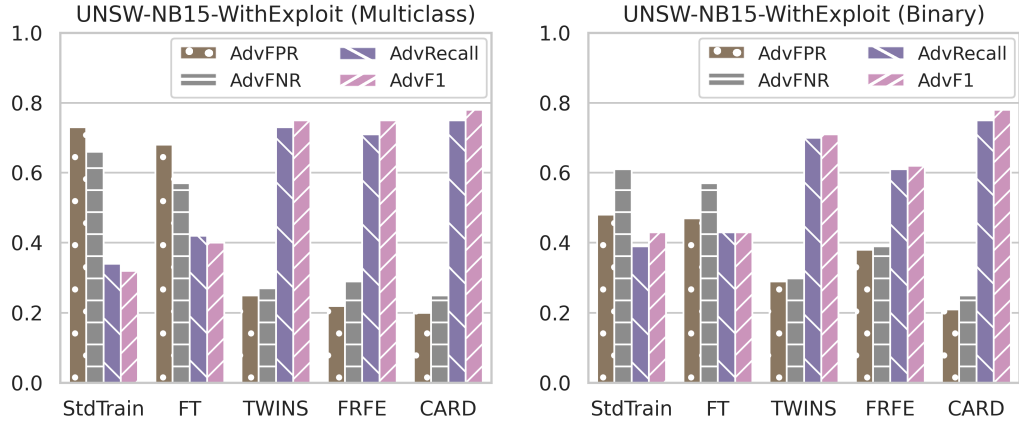 UNSW-NB15-WithExploit (Multiclass)
1.0
0.8
0.6
0.4
0.2
0.0
AdvFPR
AdvFNR
AdvRecall
AdvF1
StdTrain FT TWINS FRFE CARD
UNSW-NB15-WithExploit (Binary)
1.0
0.8
0.6
0.4
0.2
0.0
AdvFPR
AdvFNR
AdvRecall
AdvF1
StdTrain FT TWINS FRFE CARD